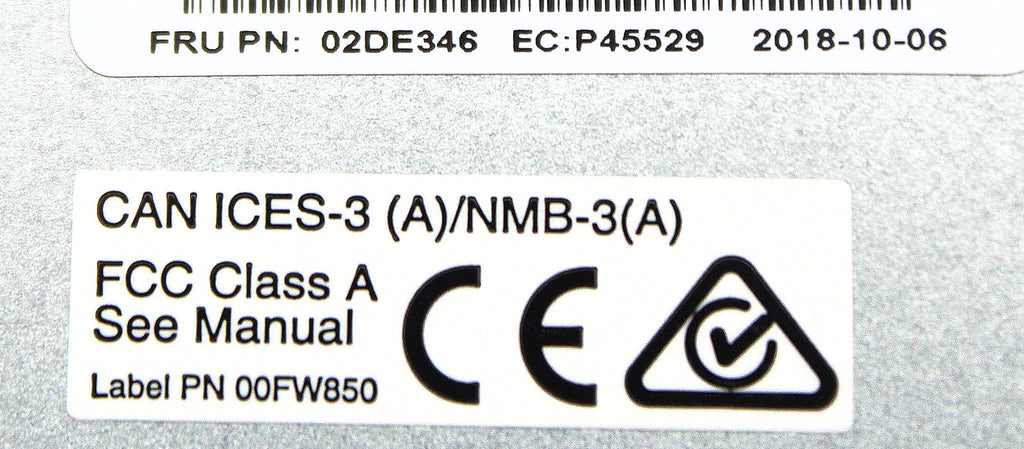 FRU PN: 02DE346 EC:P45529 2018-10-06
CAN ICES-3 (A)/NMB-3(A)
FCC Class A
See Manual
Label PN 00FW850
CE